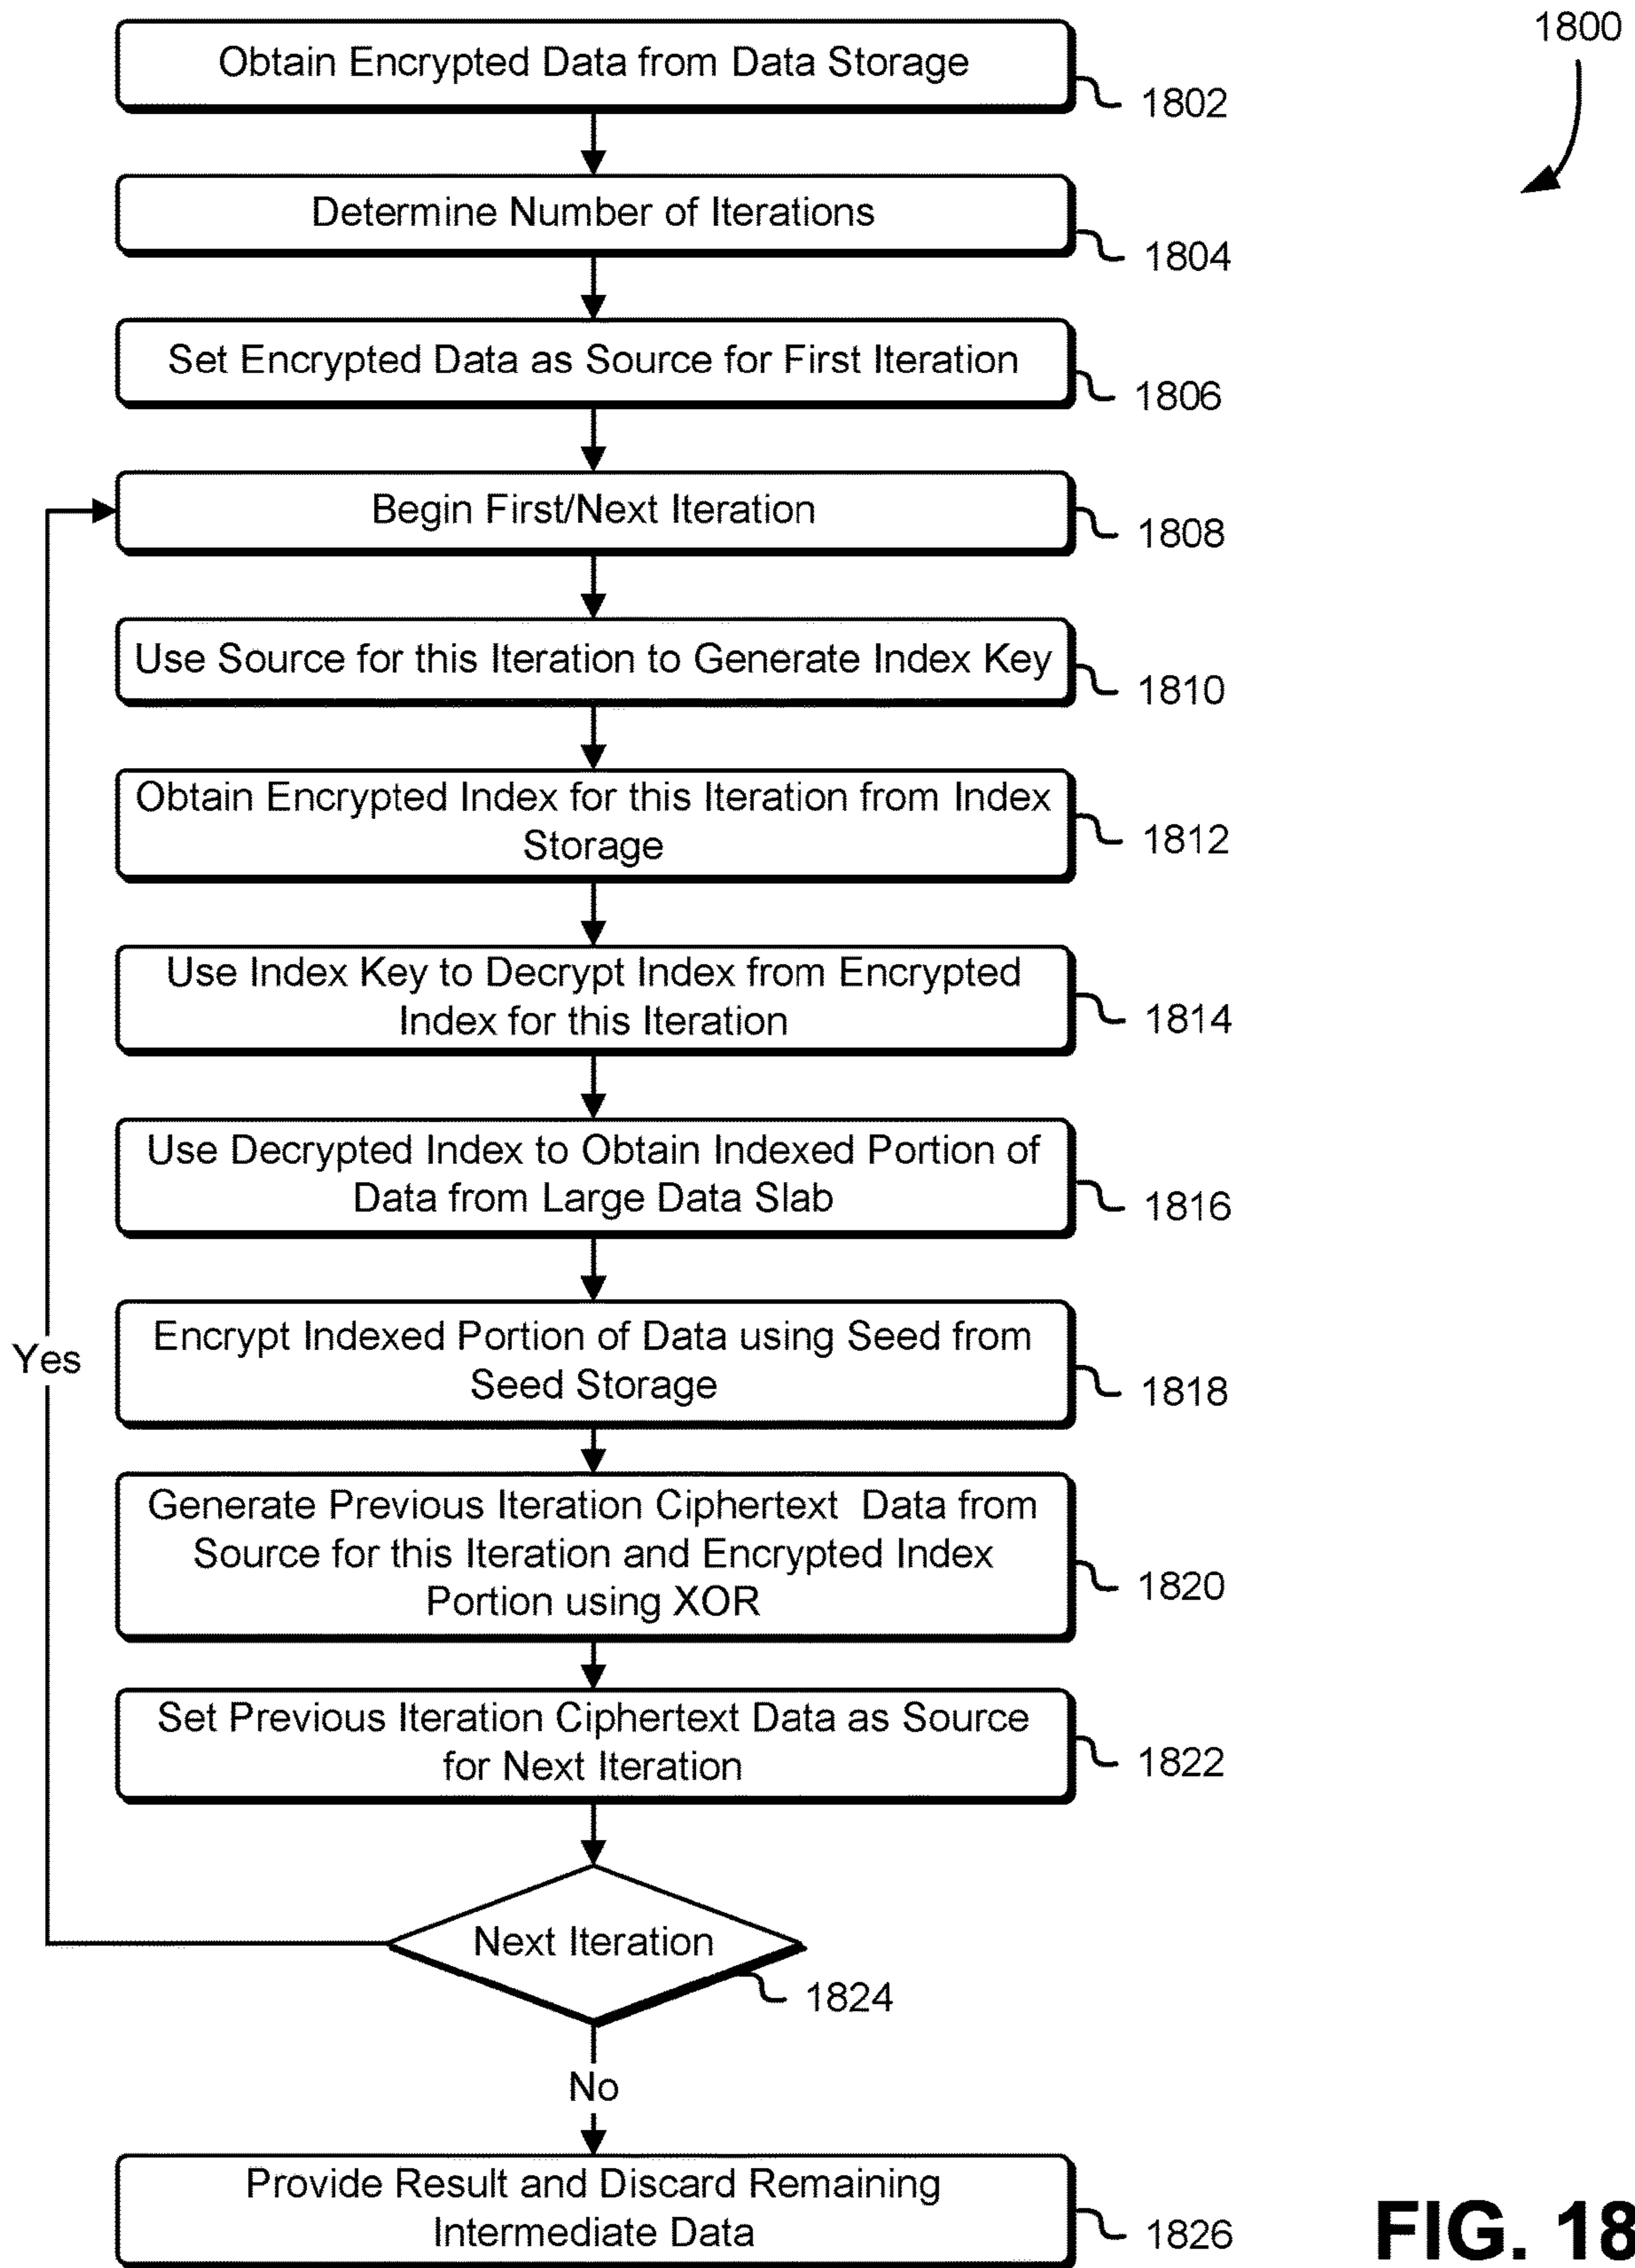 1800
Obtain Encrypted Data from Data Storage
1802
Determine Number of Iterations
1804
Set Encrypted Data as Source for First Iteration
1806
Begin First/Next Iteration
1808
Use Source for this Iteration to Generate Index Key
1810
Obtain Encrypted Index for this Iteration from Index
Storage
1812
Use Index Key to Decrypt Index from Encrypted
Index for this Iteration
1814
Use Decrypted Index to Obtain Indexed Portion of
Data from Large Data Slab
1816
Encrypt Indexed Portion of Data using Seed from
Seed Storage
1818
Yes
Generate Previous Iteration Ciphertext Data from
Source for this Iteration and Encrypted Index
Portion using XOR
1820
Set Previous Iteration Ciphertext Data as Source
for Next Iteration
1822
Next Iteration
1824
No
Provide Result and Discard Remaining
Intermediate Data
1826
FIG. 18